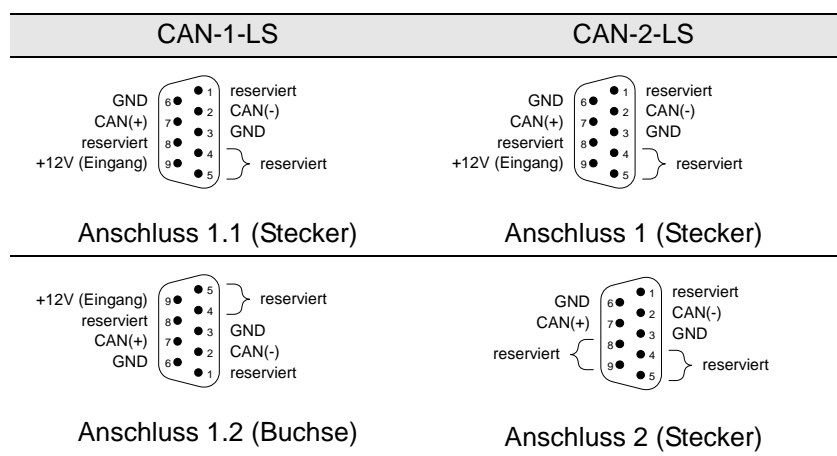 CAN-1-LS CAN-2-LS
GND 6 1 reserviert
CAN(+) 7 2 CAN(-)
reserviert 8 3 GND
+12V (Eingang) 9 4 reserviert
5
Anschluss 1.1 (Stecker)
GND 6 1 reserviert
CAN(+) 7 2 CAN(-)
reserviert 8 3 GND
+12V (Eingang) 9 4 reserviert
5
Anschluss 1 (Stecker)
5
+12V (Eingang) 9 4 reserviert
reserviert 8 3 GND
CAN(+) 7 2 CAN(-)
GND 6 1 reserviert
Anschluss 1.2 (Buchse)
GND 6 1 reserviert
CAN(+) 7 2 CAN(-)
8 3 GND
reserviert 9 4 reserviert
5
Anschluss 2 (Stecker)